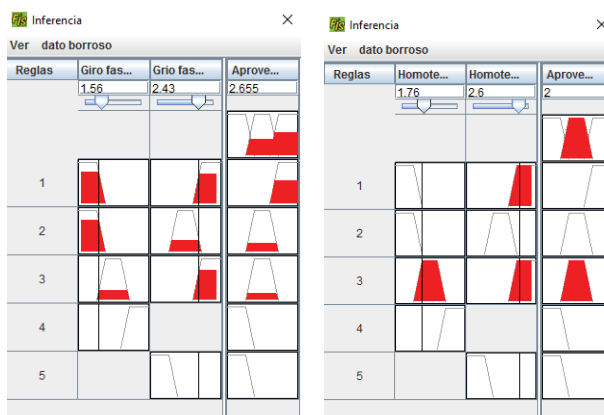 Inferencia
Ver dato borroso
Reglas Giro fas... Grio fas... Aprove...
1.56 2.43 2.655
1
2
3
4
5
Inferencia
Ver dato borroso
Reglas Homote... Homote... Aprove...
1.76 2.6 2
1
2
3
4
5